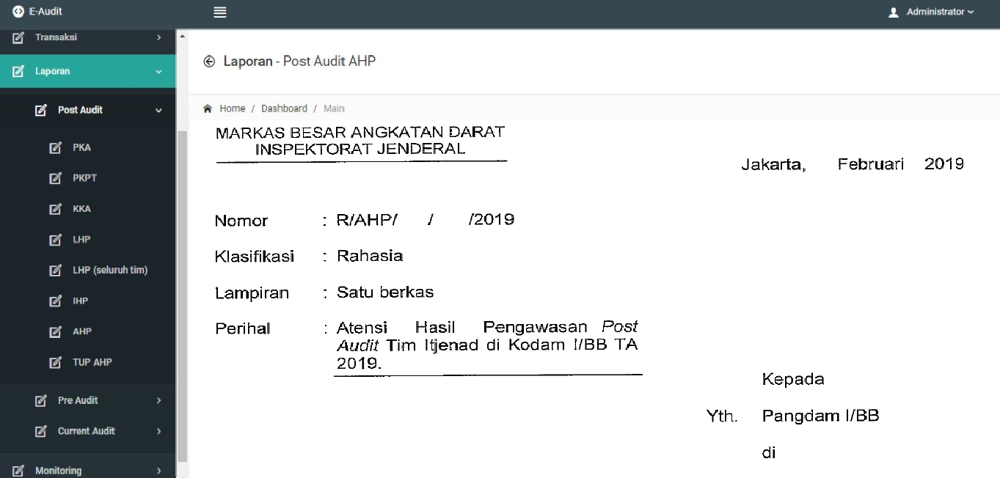 E-Audit
Administrator
Transaksi
Laporan
Post Audit
PKA
PKPT
KKA
LHP
LHP (seluruh tim)
IHP
AHP
TUP AHP
Pre Audit
Current Audit
Monitoring
Laporan - Post Audit AHP
Home / Dashboard / Main
MARKAS BESAR ANGKATAN DARAT
INSPEKTORAT JENDERAL
Jakarta, Februari 2019
Nomor : R/AHP/ / /2019
Klasifikasi : Rahasia
Lampiran : Satu berkas
Perihal : Atensi Hasil Pengawasan Post
Audit Tim Itjenad di Kodam I/BB TA
2019.
Kepada
Yth. Pangdam I/BB
di